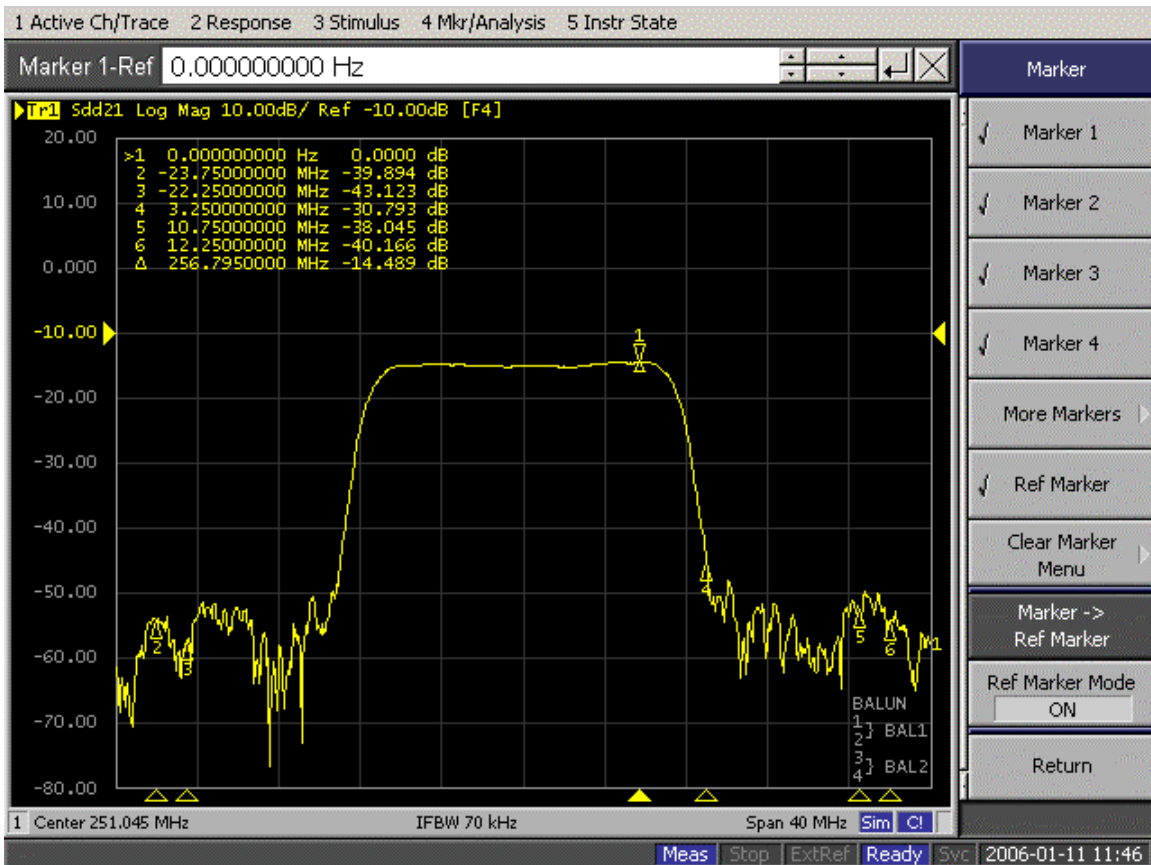 1 Active Ch/Trace 2 Response 3 Stimulus 4 Mkr/Analysis 5 Instr State
Marker 1-Ref 0.000000000 Hz
Tr1 Sdd21 Log Mag 10.00dB/ Ref -10.00dB [F4]
20.00
10.00
0.000
-10.00
-20.00
-30.00
-40.00
-50.00
-60.00
-70.00
-80.00
>1 0.000000000 Hz 0.0000 dB
2 -23.75000000 MHz -39.894 dB
3 -22.25000000 MHz -43.123 dB
4 3.250000000 MHz -30.793 dB
5 10.75000000 MHz -38.045 dB
6 12.25000000 MHz -40.166 dB
Δ 256.7950000 MHz -14.489 dB
1
2
3
4
5
6
1
BALUN
1
2} BAL1
3
4} BAL2
1 Center 251.045 MHz IFBW 70 kHz Span 40 MHz Sim C!
Meas Stop ExtRef Ready Svc 2006-01-11 11:46
Marker
√ Marker 1
√ Marker 2
√ Marker 3
√ Marker 4
More Markers
√ Ref Marker
Clear Marker
Menu
Marker ->
Ref Marker
Ref Marker Mode
ON
Return